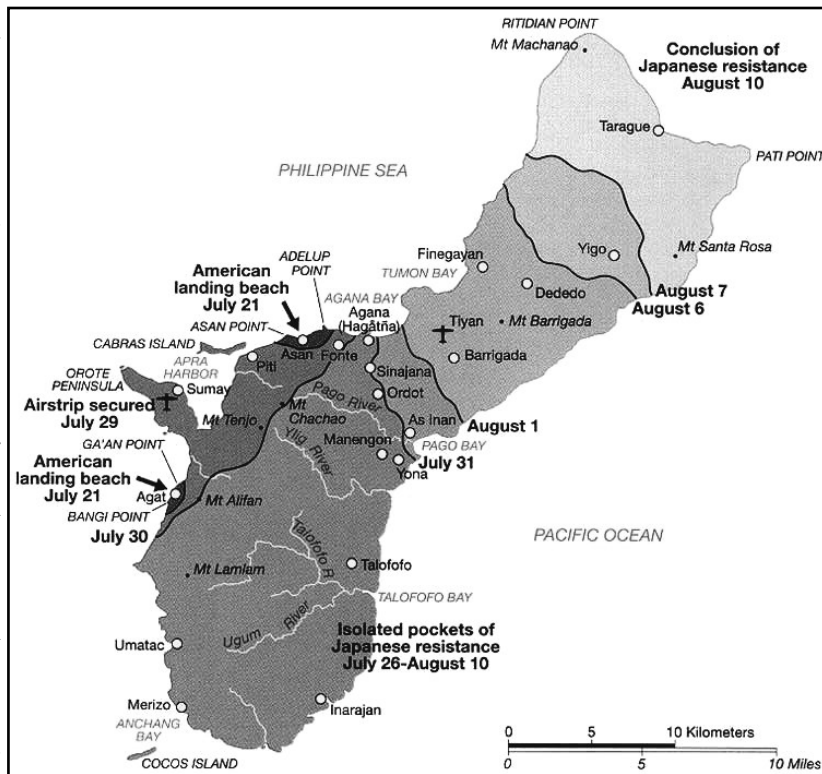 RITIDIAN POINT
Mt Machanao
Conclusion of
Japanese resistance
August 10
Tarague
PATI POINT
PHILIPPINE SEA
Yigo
Mt Santa Rosa
Finegayan
TUMON BAY
ADELUP
POINT
American
landing beach
July 21
AGANA BAY
Agana
(Hagåtña)
Dededo
August 7
August 6
Tiyan
Mt Barrigada
ASAN POINT
CABRAS ISLAND
Asan
Fonte
Piti
Barrigada
APRA
HARBOR
Sinajana
OROTE
PENINSULA
Sumay
Ordot
Airstrip secured
July 29
Mt
Chachao
Pago River
Mt Tenjo
As Inan
August 1
GA'AN POINT
Manengon
PAGO BAY
Ylig River
Yona
July 31
American
landing beach
July 21
Agat
BANGI POINT
Mt Alifan
July 30
PACIFIC OCEAN
Talofofo R
Mt Lamlam
Talofofo
TALOFOFO BAY
Ugum River
Isolated pockets of
Japanese resistance
July 26-August 10
Umatac
Merizo
Inarajan
ANCHANG
BAY
COCOS ISLAND
0 5 10 Kilometers
0 5 10 Miles